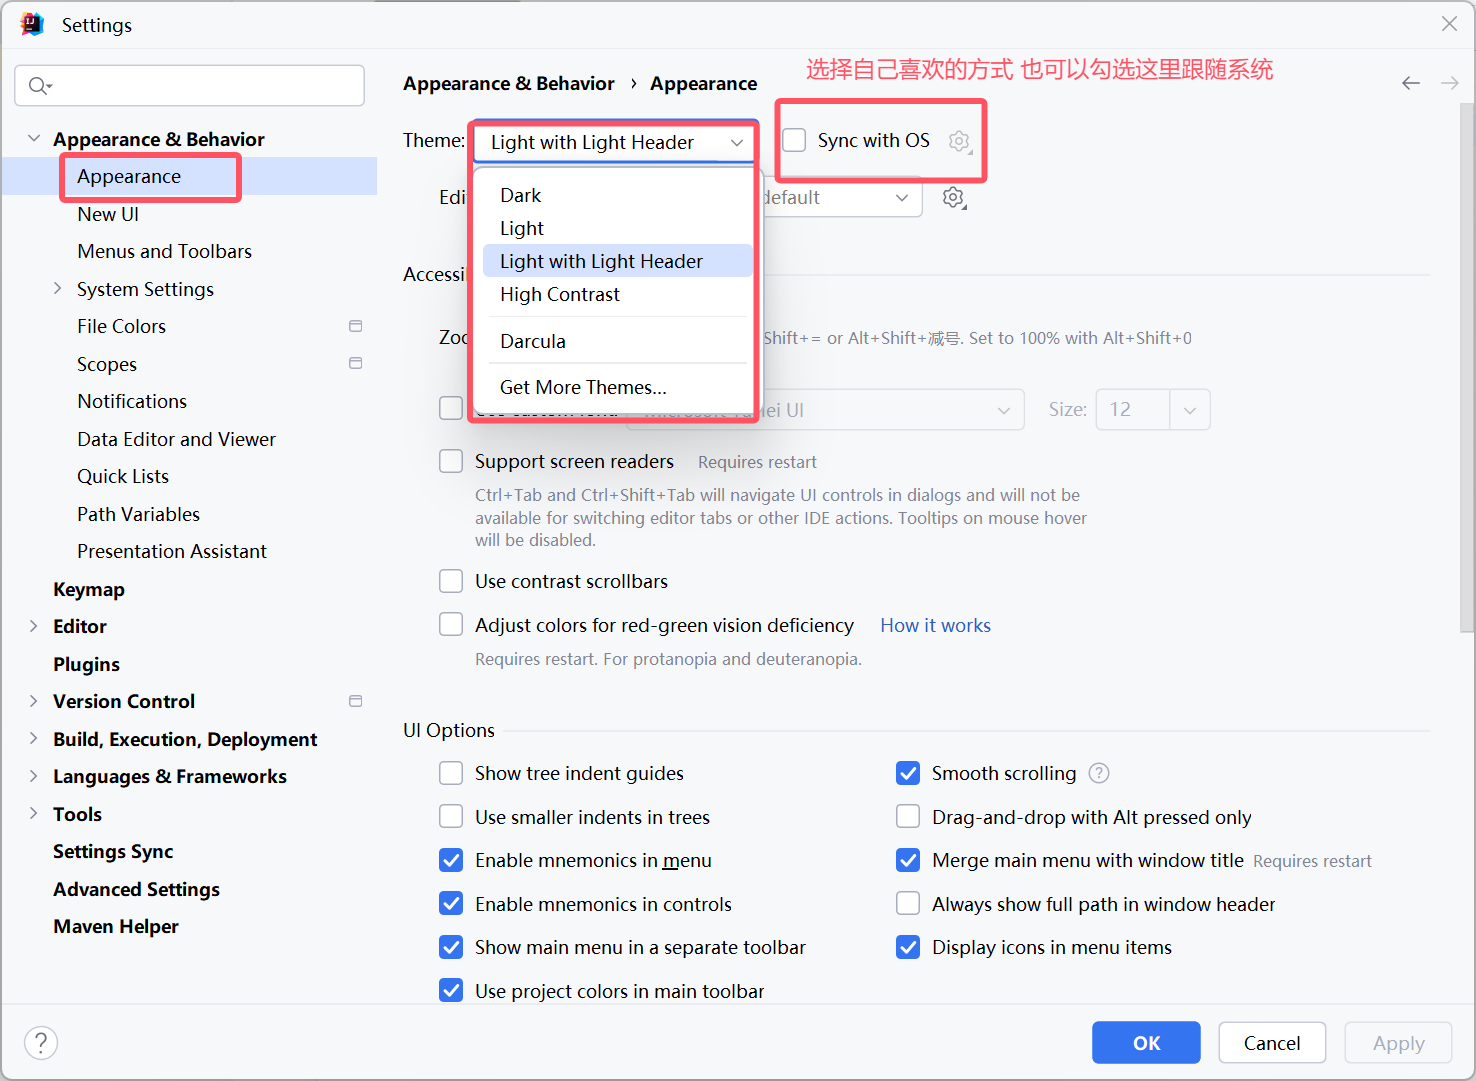 Settings
Appearance & Behavior › Appearance
选择自己喜欢的方式 也可以勾选这里跟随系统
Appearance & Behavior
Appearance
New UI
Menus and Toolbars
System Settings
File Colors
Scopes
Notifications
Data Editor and Viewer
Quick Lists
Path Variables
Presentation Assistant
Keymap
Editor
Plugins
Version Control
Build, Execution, Deployment
Languages & Frameworks
Tools
Settings Sync
Advanced Settings
Maven Helper
Theme: Light with Light Header
Sync with OS
Dark
Light
Light with Light Header
High Contrast
Darcula
Get More Themes...
Edi
default
Accessi
Zoo
Shift+= or Alt+Shift+减号. Set to 100% with Alt+Shift+0
ei UI
Size: 12
Support screen readers Requires restart
Ctrl+Tab and Ctrl+Shift+Tab will navigate UI controls in dialogs and will not be
available for switching editor tabs or other IDE actions. Tooltips on mouse hover
will be disabled.
Use contrast scrollbars
Adjust colors for red-green vision deficiency How it works
Requires restart. For protanopia and deuteranopia.
UI Options
Show tree indent guides
Smooth scrolling ?
Use smaller indents in trees
Drag-and-drop with Alt pressed only
Enable mnemonics in menu
Merge main menu with window title Requires restart
Enable mnemonics in controls
Always show full path in window header
Show main menu in a separate toolbar
Display icons in menu items
Use project colors in main toolbar
?
OK
Cancel
Apply